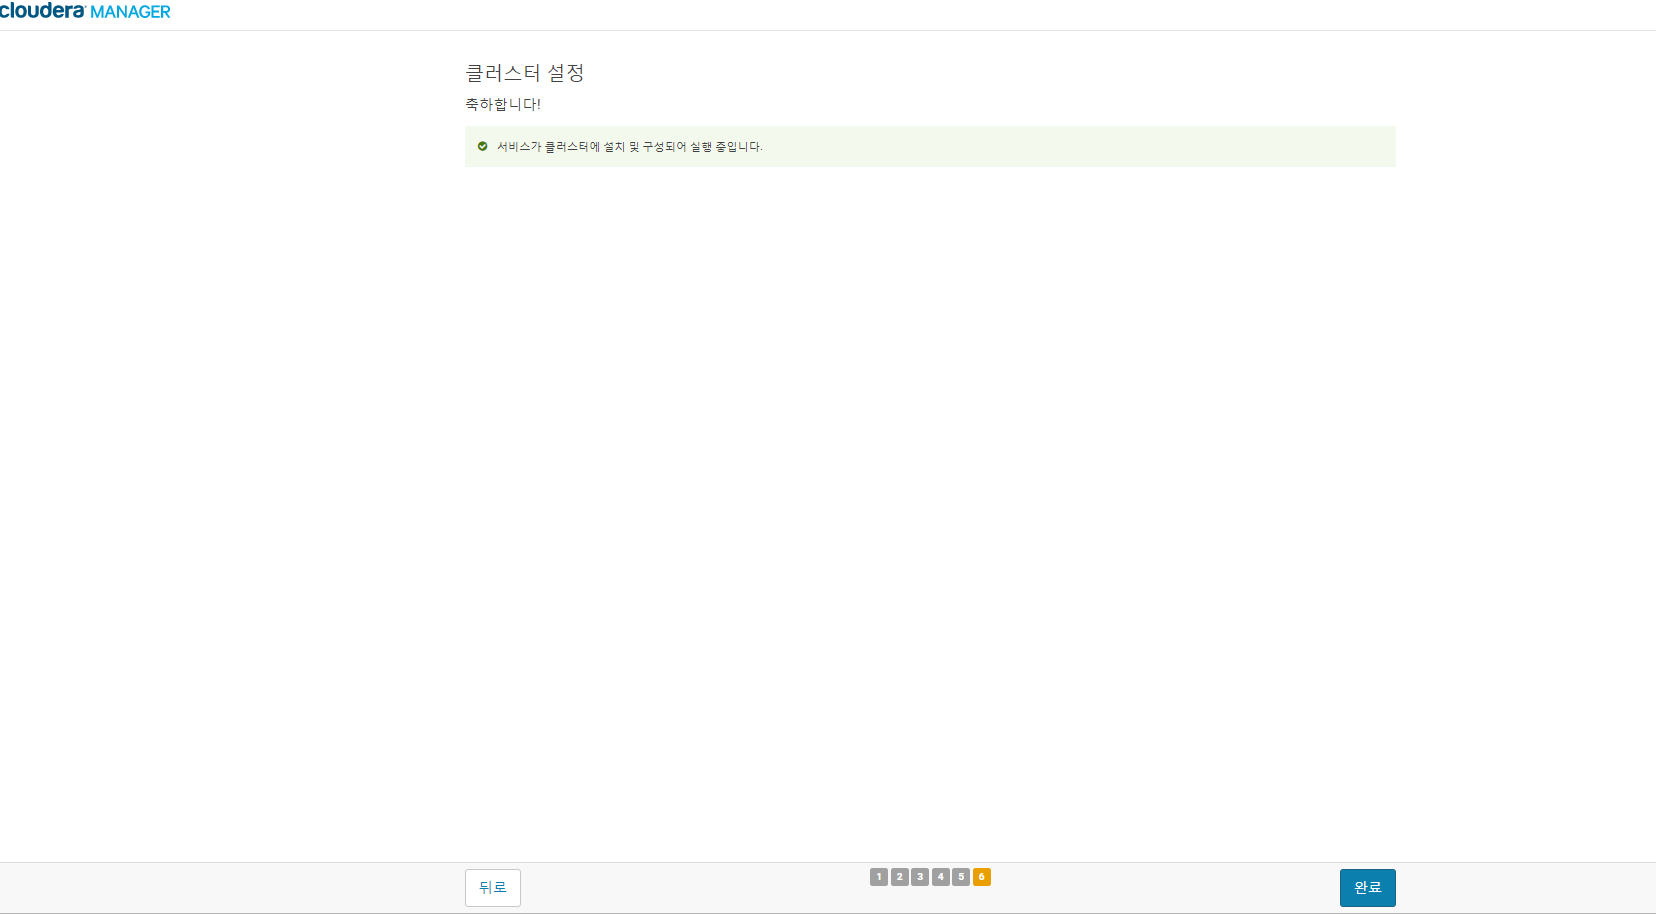 cloudera MANAGER
클러스터 설정
축하합니다!
서비스가 클러스터에 설치 및 구성되어 실행 중입니다.
뒤로
1 2 3 4 5 6
완료